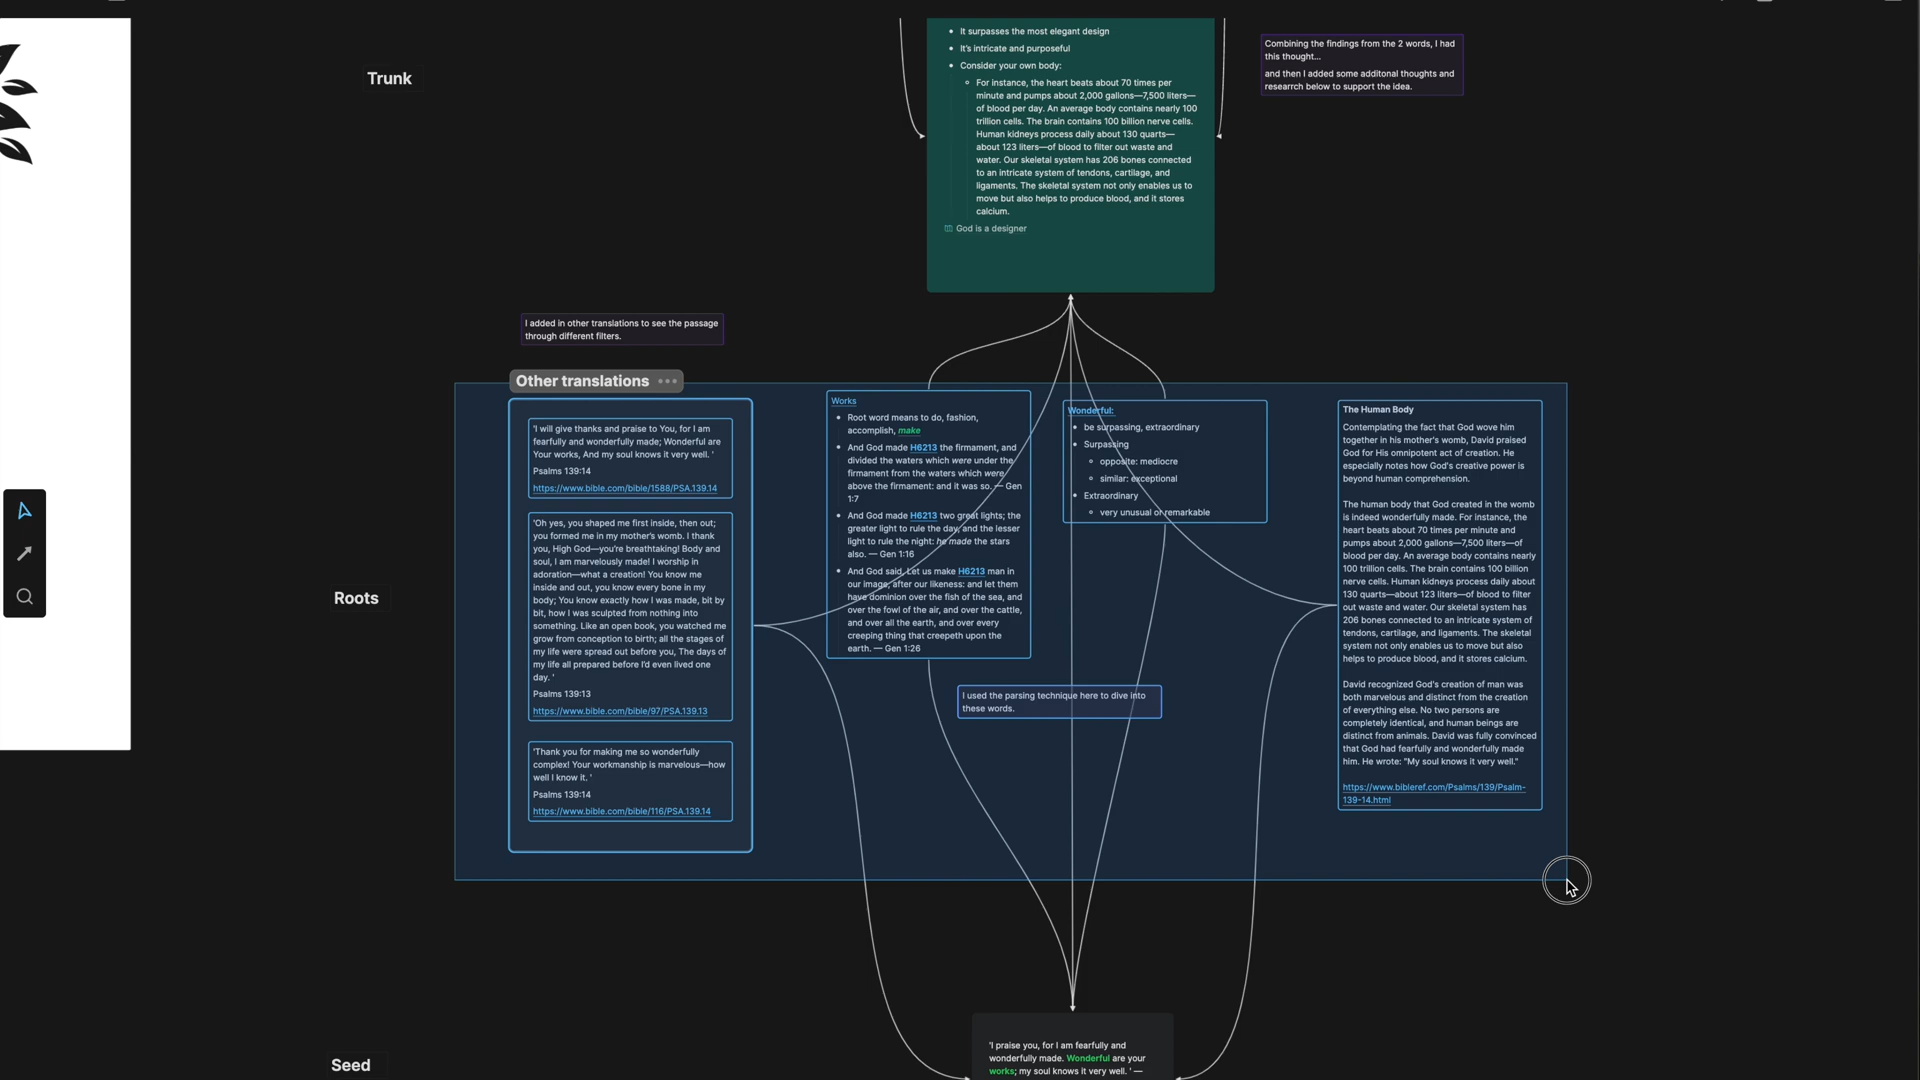 It surpasses the most elegant design
It's intricate and purposeful
Consider your own body:
For instance, the heart beats about 70 times per
minute and pumps about 2,000 gallons—7,500 liters—
of blood per day. An average body contains nearly 100
trillion cells. The brain contains 100 billion nerve cells.
Human kidneys process daily about 130 quarts—
about 123 liters—of blood to filter out waste and
water. Our skeletal system has 206 bones connected
to an intricate system of tendons, cartilage, and
ligaments. The skeletal system not only enables us to
move but also helps to produce blood, and it stores
calcium.
God is a designer
Combining the findings from the 2 words, I had
this thought...
and then I added some additonal thoughts and
researrch below to support the idea.
Trunk
I added in other translations to see the passage
through different filters.
Other translations
'I will give thanks and praise to You, for I am
fearfully and wonderfully made; Wonderful are
Your works, And my soul knows it very well. '
Psalms 139:14
https://www.bible.com/bible/1588/PSA.139.14
'Oh yes, you shaped me first inside, then out;
you formed me in my mother's womb. I thank
you, High God—you're breathtaking! Body and
soul, I am marvelously made! I worship in
adoration—what a creation! You know me
inside and out, you know every bone in my
body; You know exactly how I was made, bit by
bit, how I was sculpted from nothing into
something. Like an open book, you watched me
grow from conception to birth; all the stages of
my life were spread out before you, The days of
my life all prepared before I'd even lived one
day. '
Psalms 139:13
https://www.bible.com/bible/97/PSA.139.13
'Thank you for making me so wonderfully
complex! Your workmanship is marvelous—how
well I know it. '
Psalms 139:14
https://www.bible.com/bible/116/PSA.139.14
Works
Root word means to do, fashion,
accomplish, make
And God made H6213 the firmament, and
divided the waters which were under the
firmament from the waters which were
above the firmament: and it was so. — Gen
1:7
And God made H6213 two great lights; the
greater light to rule the day, and the lesser
light to rule the night: he made the stars
also. — Gen 1:16
And God said, Let us make H6213 man in
our image, after our likeness: and let them
have dominion over the fish of the sea, and
over the fowl of the air, and over the cattle,
and over all the earth, and over every
creeping thing that creepeth upon the
earth. — Gen 1:26
Wonderful:
be surpassing, extraordinary
Surpassing
opposite: mediocre
similar: exceptional
Extraordinary
very unusual or remarkable
I used the parsing technique here to dive into
these words.
The Human Body
Contemplating the fact that God wove him
together in his mother's womb, David praised
God for His omnipotent act of creation. He
especially notes how God's creative power is
beyond human comprehension.
The human body that God created in the womb
is indeed wonderfully made. For instance, the
heart beats about 70 times per minute and
pumps about 2,000 gallons—7,500 liters—of
blood per day. An average body contains nearly
100 trillion cells. The brain contains 100 billion
nerve cells. Human kidneys process daily about
130 quarts—about 123 liters—of blood to filter
out waste and water. Our skeletal system has
206 bones connected to an intricate system of
tendons, cartilage, and ligaments. The skeletal
system not only enables us to move but also
helps to produce blood, and it stores calcium.
David recognized God's creation of man was
both marvelous and distinct from the creation
of everything else. No two persons are
completely identical, and human beings are
distinct from animals. David was fully convinced
that God had fearfully and wonderfully made
him. He wrote: "My soul knows it very well."
https://www.bibleref.com/Psalms/139/Psalm-
139-14.html
Roots
Seed
'I praise you, for I am fearfully and
wonderfully made. Wonderful are your
works; my soul knows it very well. ' —